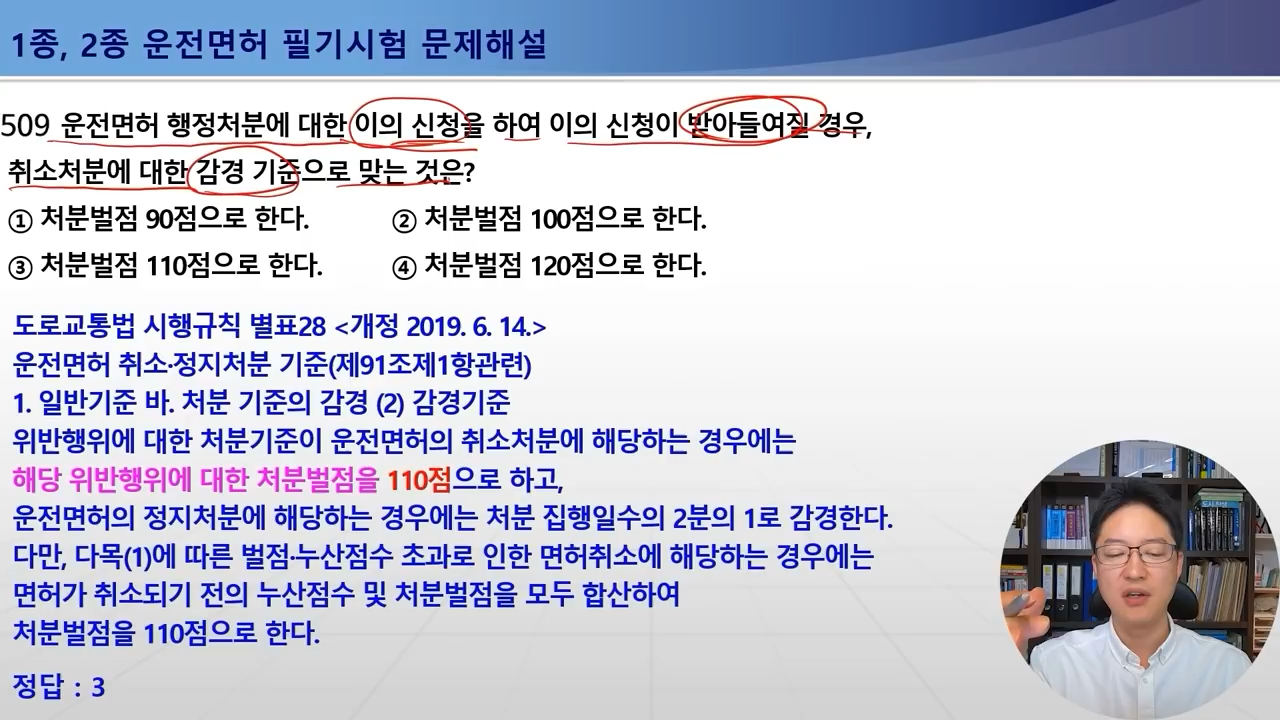 1종, 2종 운전면허 필기시험 문제해설
509 운전면허 행정처분에 대한 이의 신청을 하여 이의 신청이 받아들여질 경우,
취소처분에 대한 감경 기준으로 맞는 것은?
① 처분벌점 90점으로 한다. ② 처분벌점 100점으로 한다.
③ 처분벌점 110점으로 한다. ④ 처분벌점 120점으로 한다.
도로교통법 시행규칙 별표28 <개정 2019. 6. 14.>
운전면허 취소·정지처분 기준(제91조제1항관련)
1. 일반기준 바. 처분 기준의 감경 (2) 감경기준
위반행위에 대한 처분기준이 운전면허의 취소처분에 해당하는 경우에는
해당 위반행위에 대한 처분벌점을 110점으로 하고,
운전면허의 정지처분에 해당하는 경우에는 처분 집행일수의 2분의 1로 감경한다.
다만, 다목(1)에 따른 벌점·누산점수 초과로 인한 면허취소에 해당하는 경우에는
면허가 취소되기 전의 누산점수 및 처분벌점을 모두 합산하여
처분벌점을 110점으로 한다.
정답 : 3